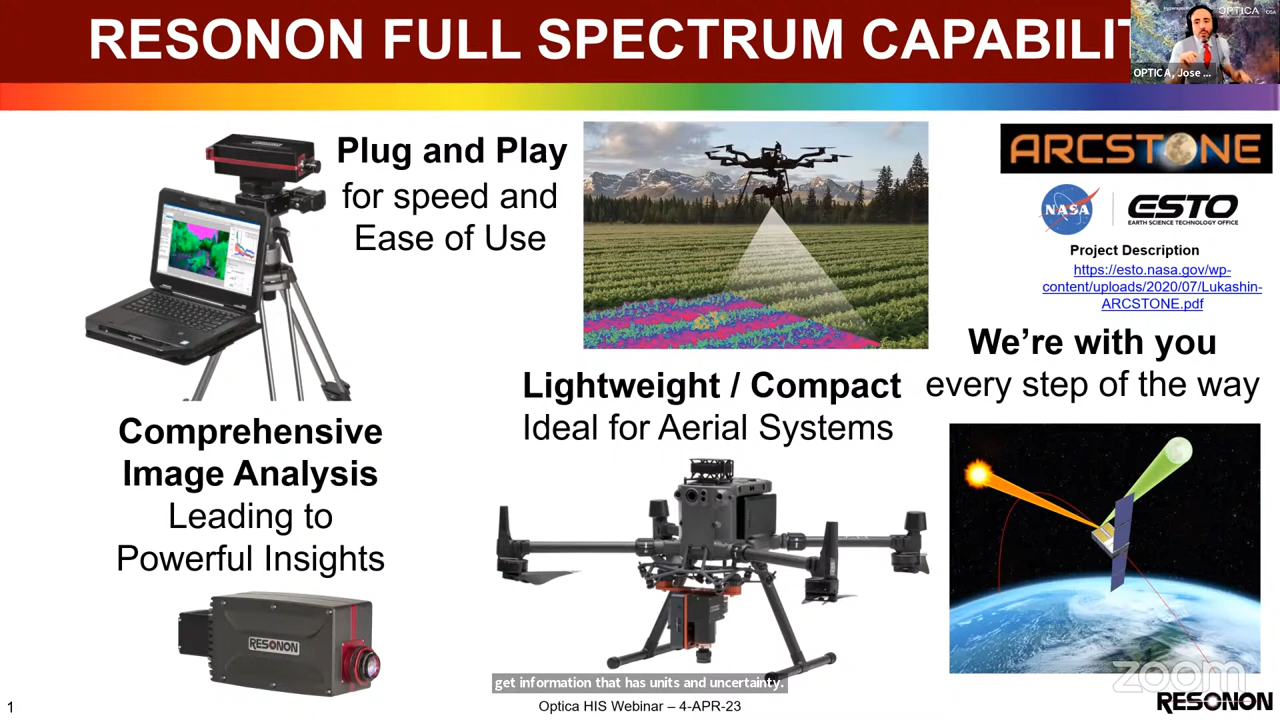 RESONON FULL SPECTRUM CAPABILIT
OPTICA
OPTICA, Jose ...
Plug and Play
for speed and
Ease of Use
ARCSTONE
NASA
ESTO
EARTH SCIENCE TECHNOLOGY OFFICE
Project Description
https://esto.nasa.gov/wp-
content/uploads/2020/07/Lukashin-
ARCSTONE.pdf
We're with you
every step of the way
Lightweight / Compact
Ideal for Aerial Systems
Comprehensive
Image Analysis
Leading to
Powerful Insights
RESONON
get information that has units and uncertainty.
zoom
1
Optica HIS Webinar – 4-APR-23
RESONON